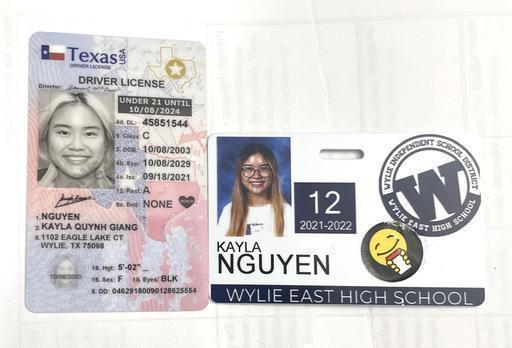 Texas
USA
DRIVER LICENSE
DRIVER LICENSE
Director:
UNDER 21 UNTIL
10/08/2024
4d. DL: 45851544
9. Class: C
3. DOB: 10/08/2003
4b. Exp: 10/08/2029
4a. Iss: 09/18/2021
12. Rest: A
9a. End: NONE
DONOR
1. NGUYEN
2. KAYLA QUYNH GIANG
8. 1102 EAGLE LAKE CT
WYLIE, TX 75098
16. Hgt: 5'-02"
15. Sex: F 18. Eyes: BLK
10/08/2003
5. DD: 04629180090126625554
12
2021-2022
WYLIE INDEPENDENT SCHOOL DISTRICT
W
WYLIE EAST HIGH SCHOOL
KAYLA
NGUYEN
WYLIE EAST HIGH SCHOOL